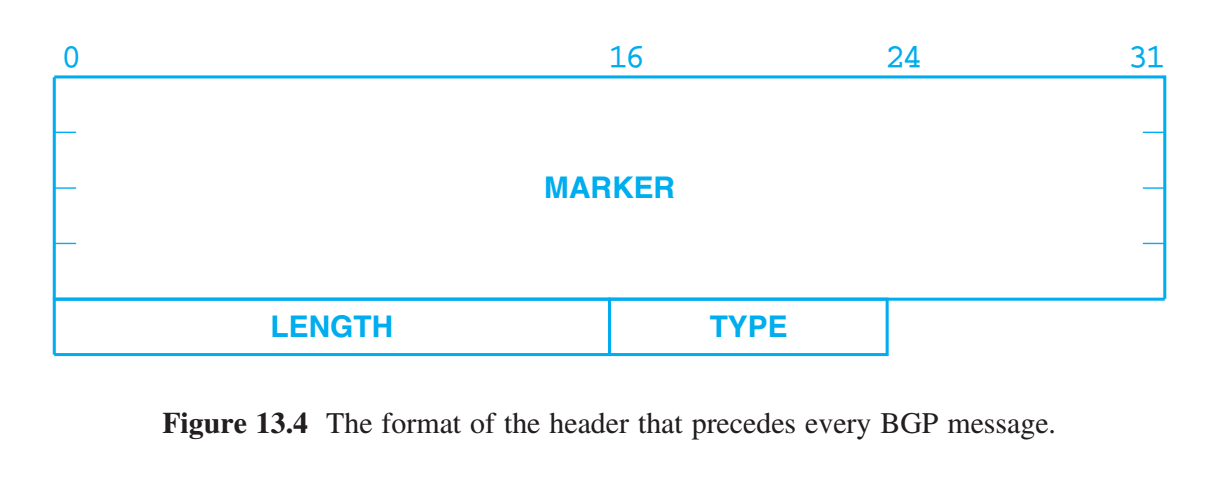 0 16 24 31
MARKER
LENGTH TYPE
Figure 13.4 The format of the header that precedes every BGP message.